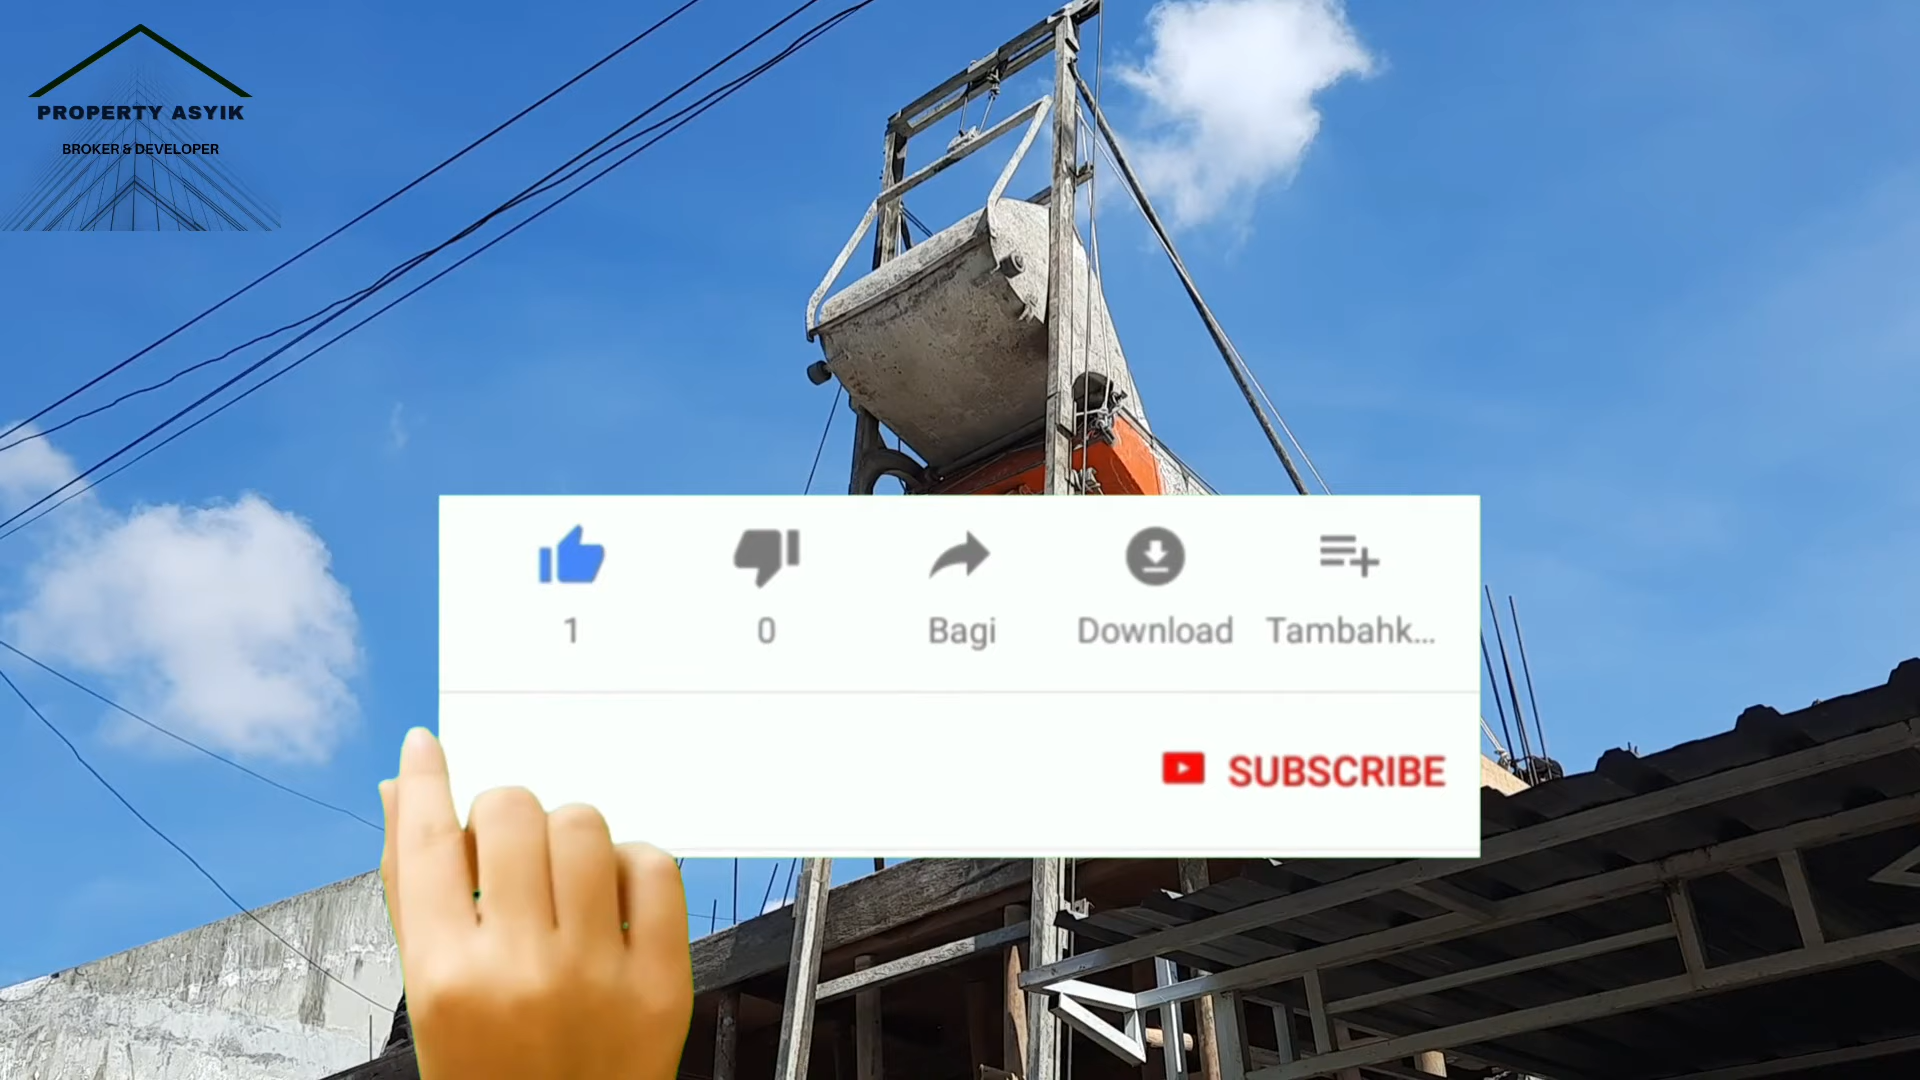 PROPERTY ASYIK
BROKER & DEVELOPER
1
0
Bagi
Download
Tambahk...
SUBSCRIBE